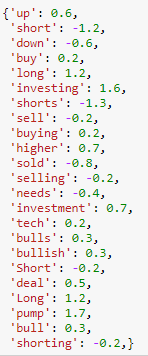 {'up': 0.6,
'short': -1.2,
'down': -0.6,
'buy': 0.2,
'long': 1.2,
'investing': 1.6,
'shorts': -1.3,
'sell': -0.2,
'buying': 0.2,
'higher': 0.7,
'sold': -0.8,
'selling': -0.2,
'needs': -0.4,
'investment': 0.7,
'tech': 0.2,
'bulls': 0.3,
'bullish': 0.3,
'Short': -0.2,
'deal': 0.5,
'Long': 1.2,
'pump': 1.7,
'bull': 0.3,
'shorting': -0.2,}